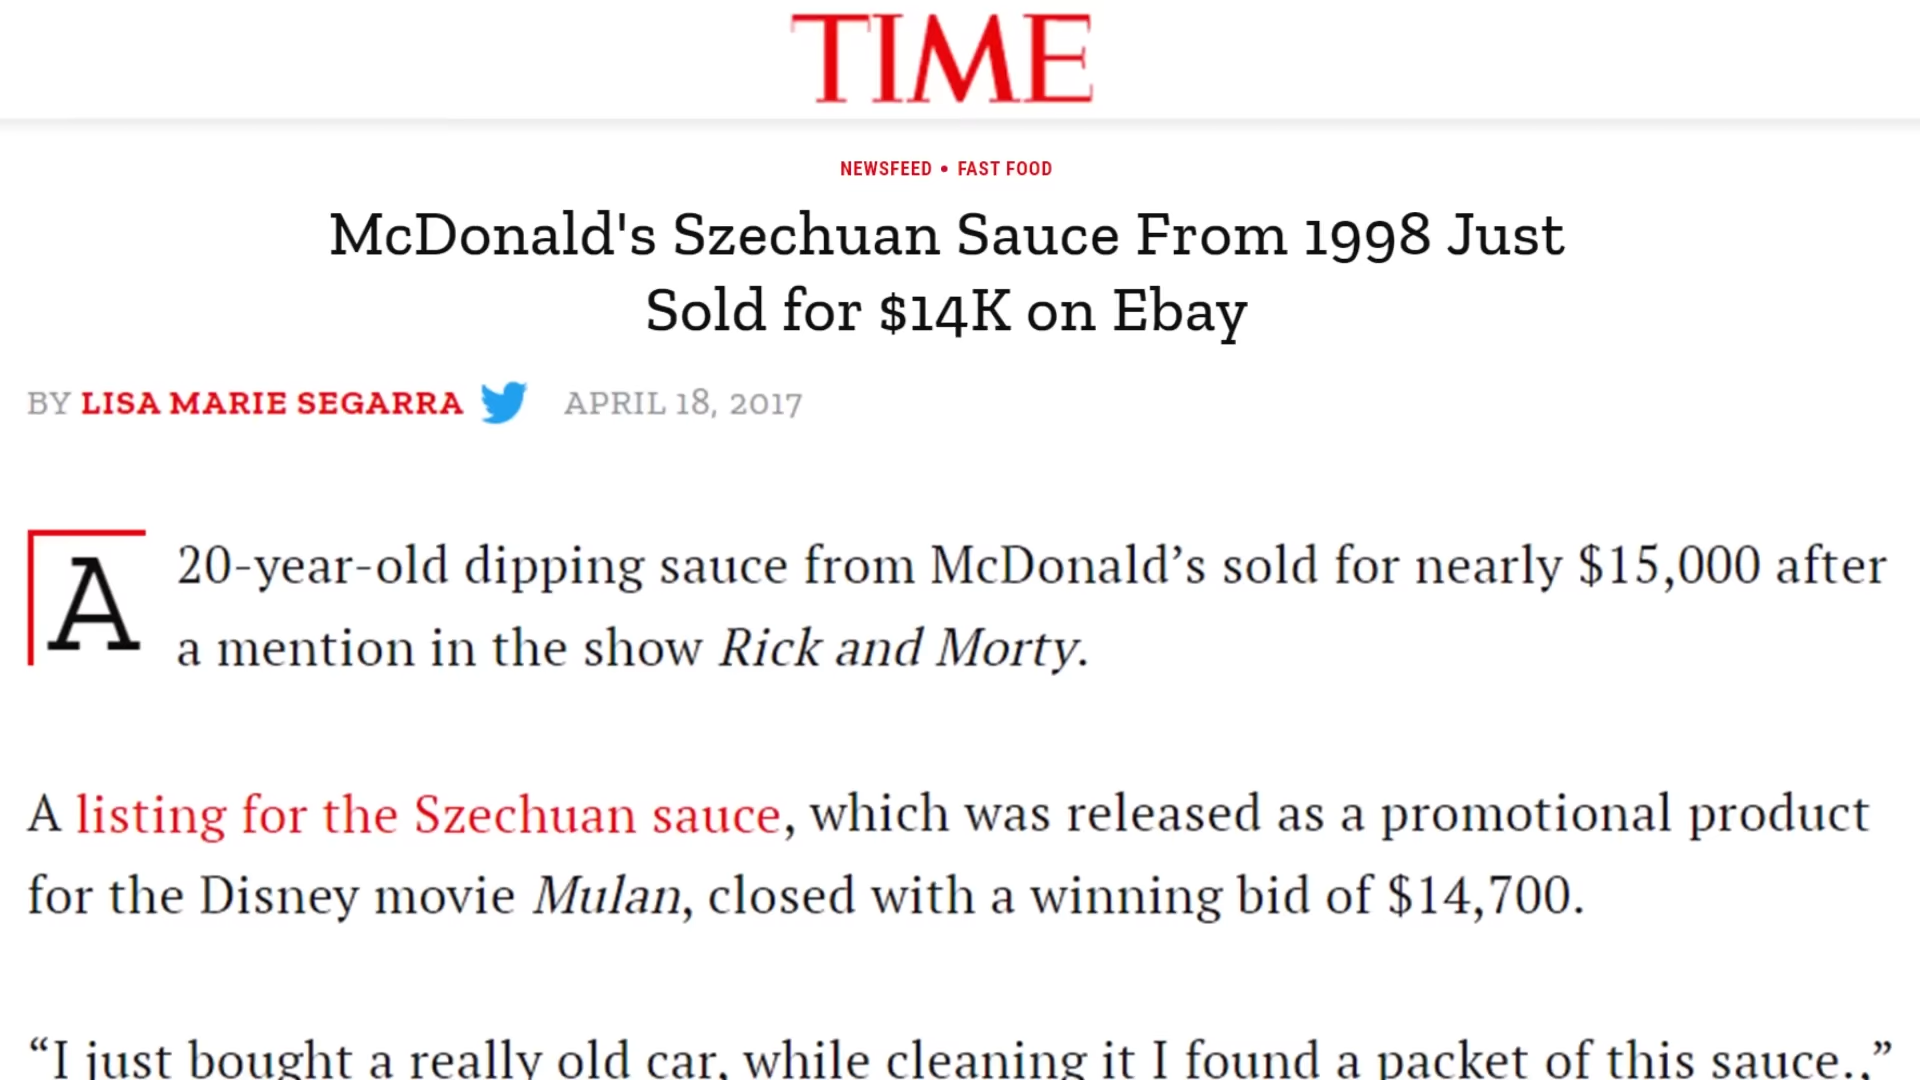 TIME
NEWSFEED • FAST FOOD
McDonald's Szechuan Sauce From 1998 Just
Sold for $14K on Ebay
BY LISA MARIE SEGARRA APRIL 18, 2017
A 20-year-old dipping sauce from McDonald’s sold for nearly $15,000 after
a mention in the show Rick and Morty.
A listing for the Szechuan sauce, which was released as a promotional product
for the Disney movie Mulan, closed with a winning bid of $14,700.
“I just bought a really old car, while cleaning it I found a packet of this sauce.,”